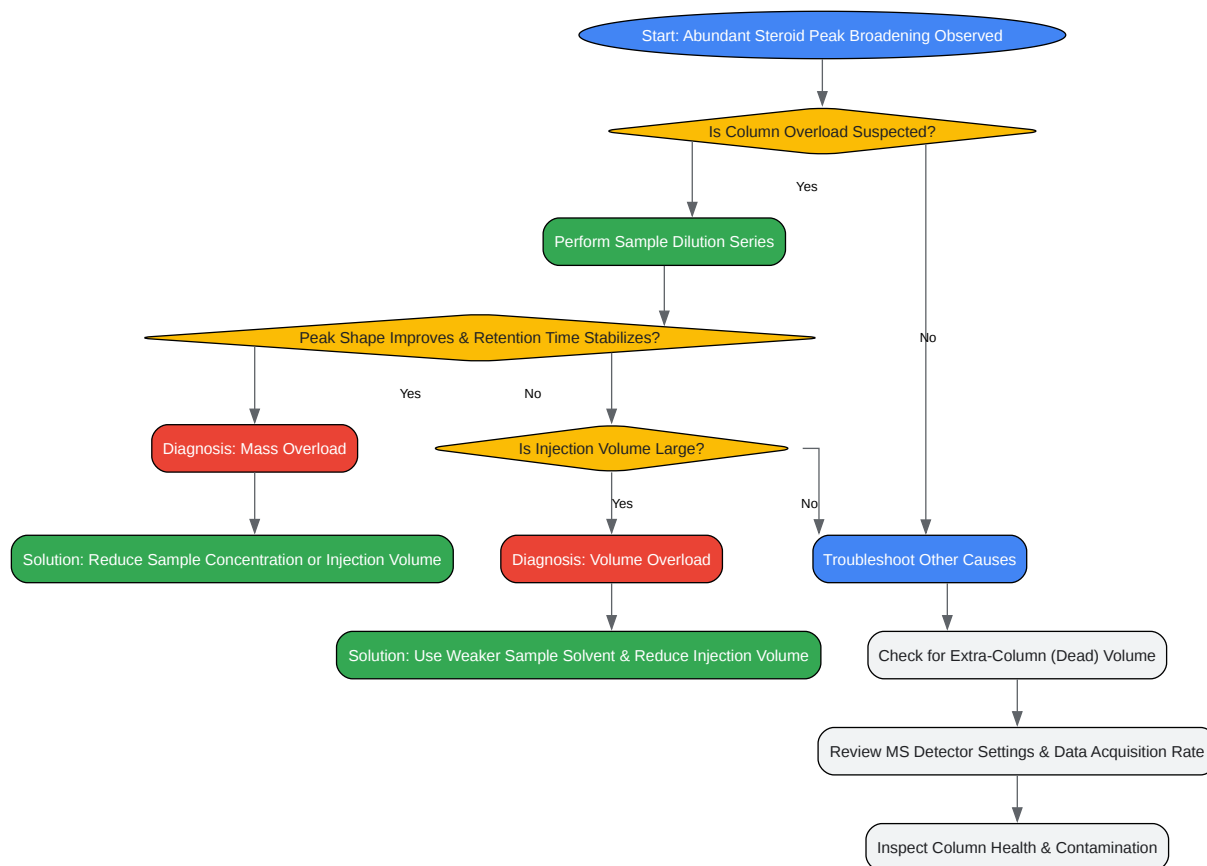 Start: Abundant Steroid Peak Broadening Observed
Is Column Overload Suspected?
Yes
Perform Sample Dilution Series
No
Peak Shape Improves & Retention Time Stabilizes?
Yes
No
Diagnosis: Mass Overload
Is Injection Volume Large?
Yes
No
Solution: Reduce Sample Concentration or Injection Volume
Diagnosis: Volume Overload
Troubleshoot Other Causes
Solution: Use Weaker Sample Solvent & Reduce Injection Volume
Check for Extra-Column (Dead) Volume
Review MS Detector Settings & Data Acquisition Rate
Inspect Column Health & Contamination